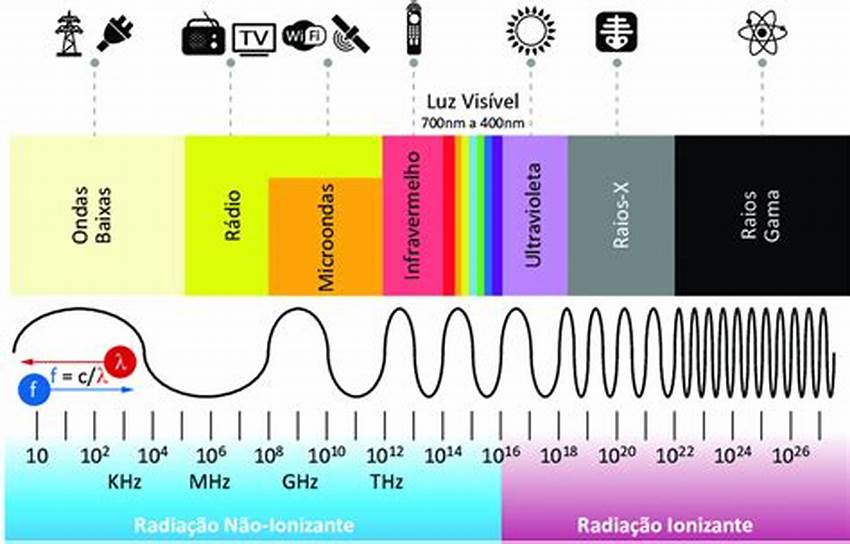 TV
WiFi
Luz Visível
700nm a 400nm
Ondas
Baixas
Rádio
Microondas
Infravermelho
Ultravioleta
Raios-X
Raios
Gama
λ
f = c/λ
f
10 10² 10⁴ 10⁶ 10⁸ 10¹⁰ 10¹² 10¹⁴ 10¹⁶ 10¹⁸ 10²⁰ 10²² 10²⁴ 10²⁶
KHz MHz GHz THz
Radiação Não-Ionizante Radiação Ionizante